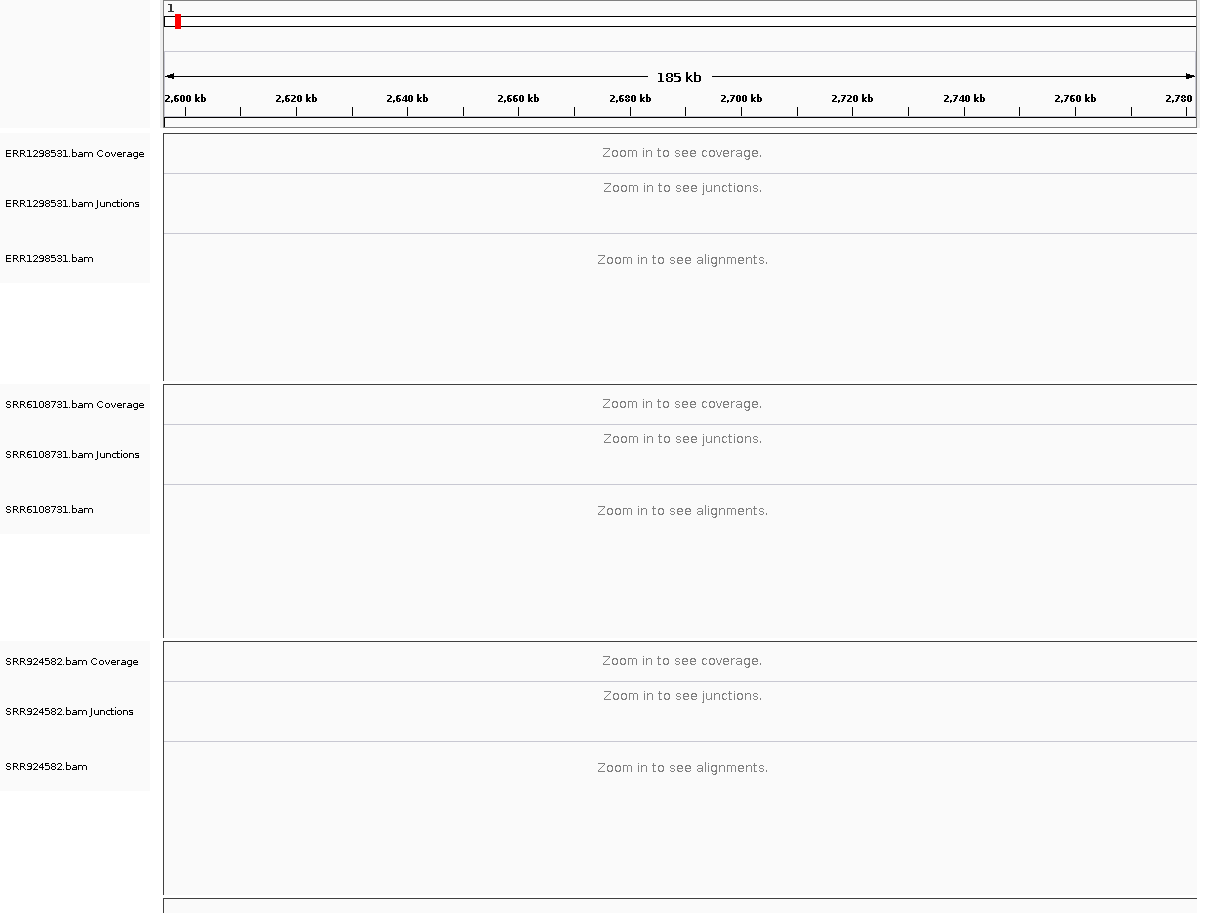 1
185 kb
2,600 kb 2,620 kb 2,640 kb 2,660 kb 2,680 kb 2,700 kb 2,720 kb 2,740 kb 2,760 kb 2,780
ERR1298531.bam Coverage
Zoom in to see coverage.
Zoom in to see junctions.
ERR1298531.bam Junctions
ERR1298531.bam
Zoom in to see alignments.
SRR6108731.bam Coverage
Zoom in to see coverage.
Zoom in to see junctions.
SRR6108731.bam Junctions
SRR6108731.bam
Zoom in to see alignments.
SRR924582.bam Coverage
Zoom in to see coverage.
Zoom in to see junctions.
SRR924582.bam Junctions
SRR924582.bam
Zoom in to see alignments.